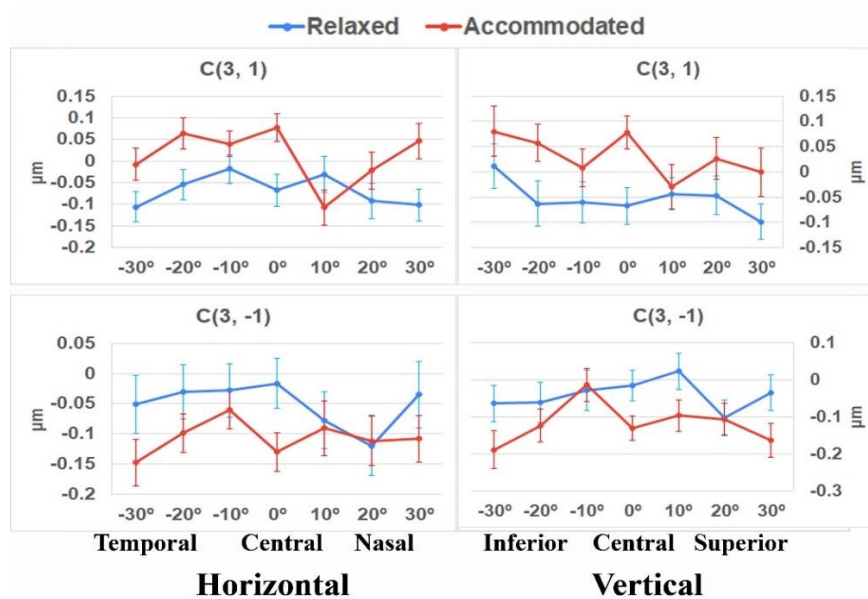 Relaxed Accommodated
C(3, 1) C(3, 1)
0.15 0.15
0.1 0.1
0.05 0.05
0 0
-0.05 -0.05
-0.1 -0.1
-0.15 -0.15
-0.2
µm µm
-30º -20º -10º 0º 10º 20º 30º -30º -20º -10º 0º 10º 20º 30º
C(3, -1) C(3, -1)
0.05 0.1
0 0
-0.05 -0.1
-0.1 -0.2
-0.15 -0.3
-0.2
µm µm
-30º -20º -10º 0º 10º 20º 30º -30º -20º -10º 0º 10º 20º 30º
Temporal Central Nasal Inferior Central Superior
Horizontal Vertical